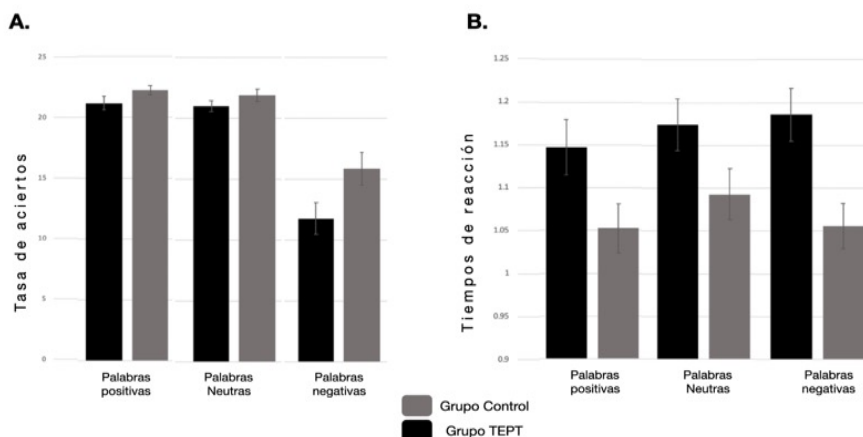 A.
25
20
15
10
5
0
Tasa de aciertos
Palabras
positivas
Palabras
Neutras
Palabras
negativas
B.
1.25
1.2
1.15
1.1
1.05
1
0.95
0.9
Tiempos de reacción
Palabras
positivas
Palabras
Neutras
Palabras
negativas
Grupo Control
Grupo TEPT